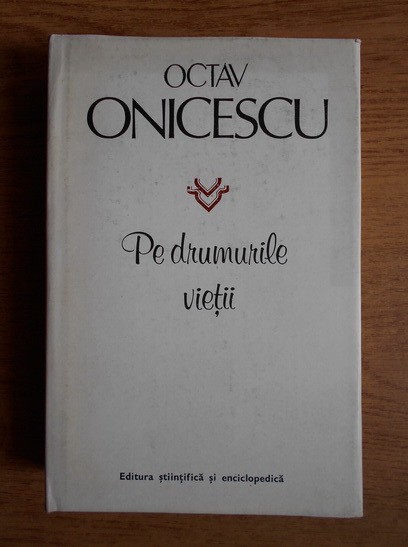 OCTAV
ONICESCU
Pe drumurile
vieții
Editura științifică și enciclopedică